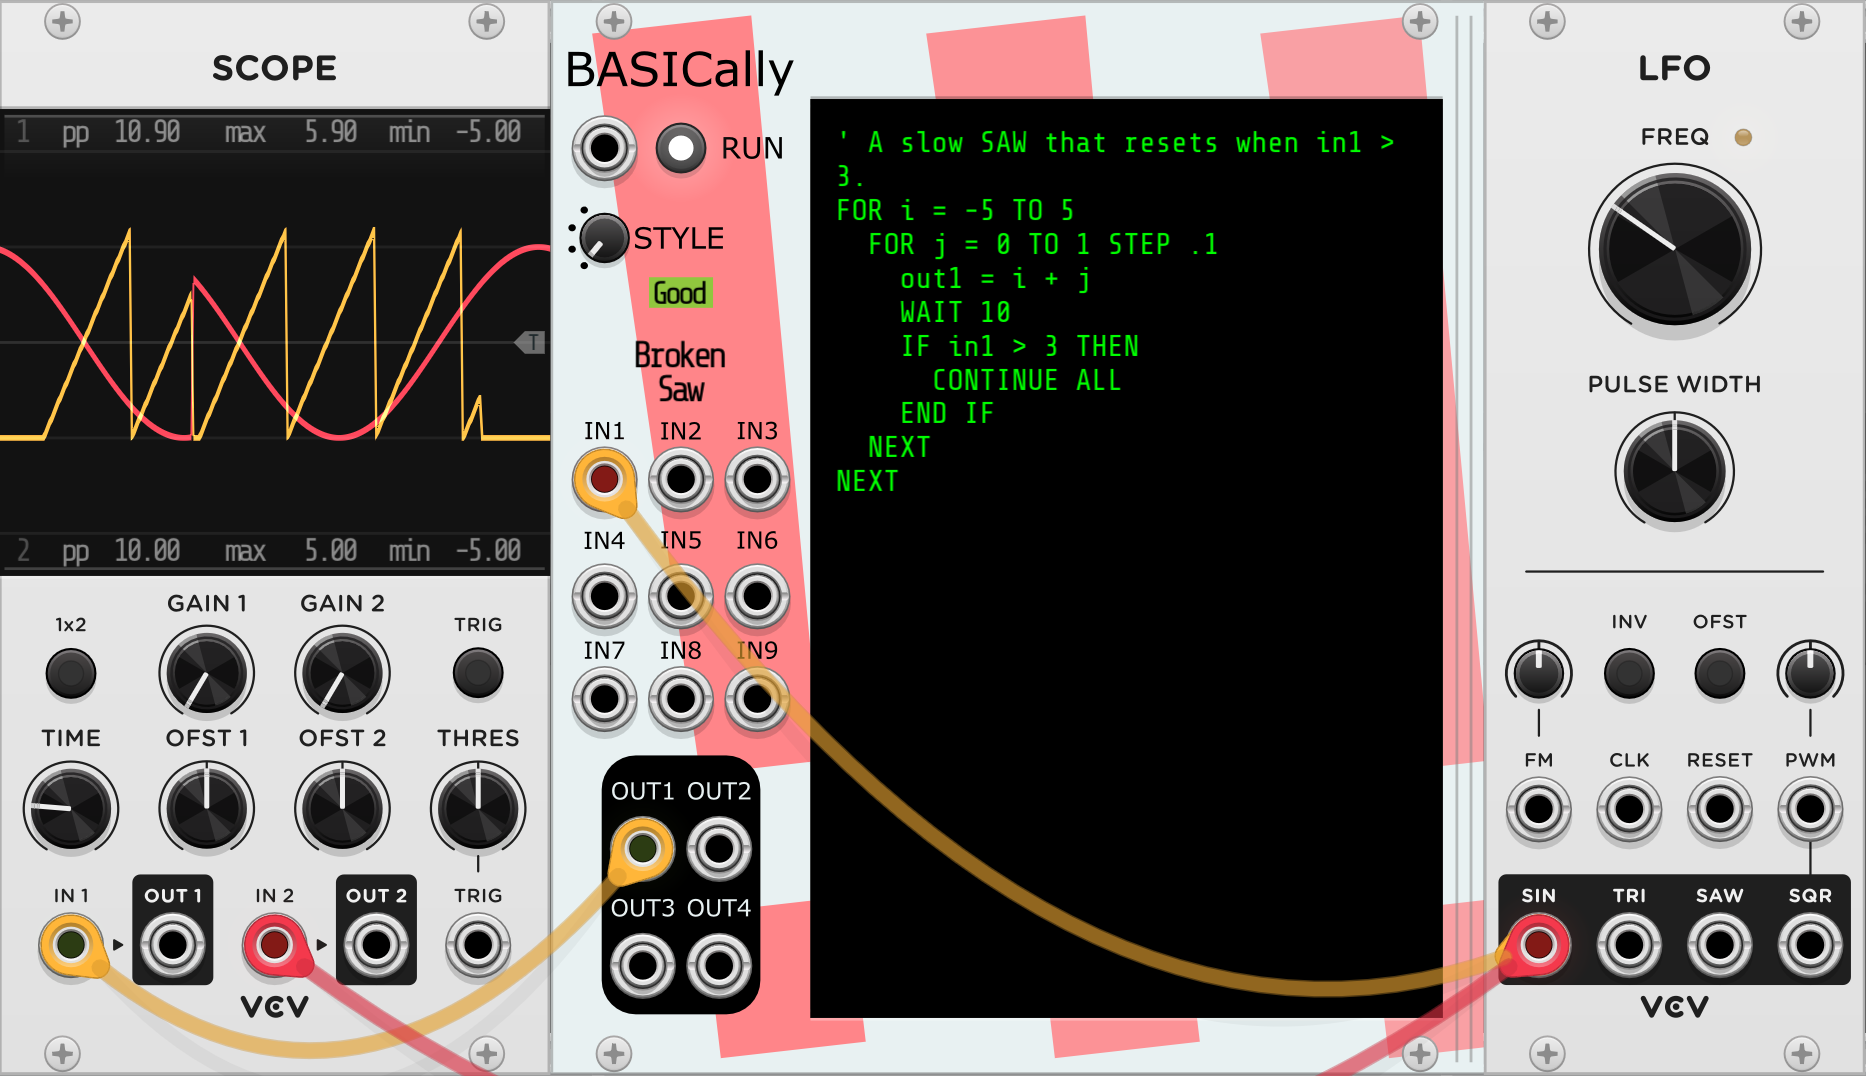 SCOPE
1 pp 10.90 max 5.90 min -5.00
T
2 pp 10.00 max 5.00 min -5.00
1x2 GAIN 1 GAIN 2 TRIG
TIME OFST 1 OFST 2 THRES
IN 1 OUT 1 IN 2 OUT 2 TRIG
VCV
BASICally
RUN
STYLE
Good
Broken
Saw
IN1 IN2 IN3
IN4 IN5 IN6
IN7 IN8 IN9
OUT1 OUT2
OUT3 OUT4
' A slow SAW that resets when in1 >
3.
FOR i = -5 TO 5
FOR j = 0 TO 1 STEP .1
out1 = i + j
WAIT 10
IF in1 > 3 THEN
CONTINUE ALL
END IF
NEXT
NEXT
LFO
FREQ
PULSE WIDTH
INV OFST
FM CLK RESET PWM
SIN TRI SAW SQR
VCV